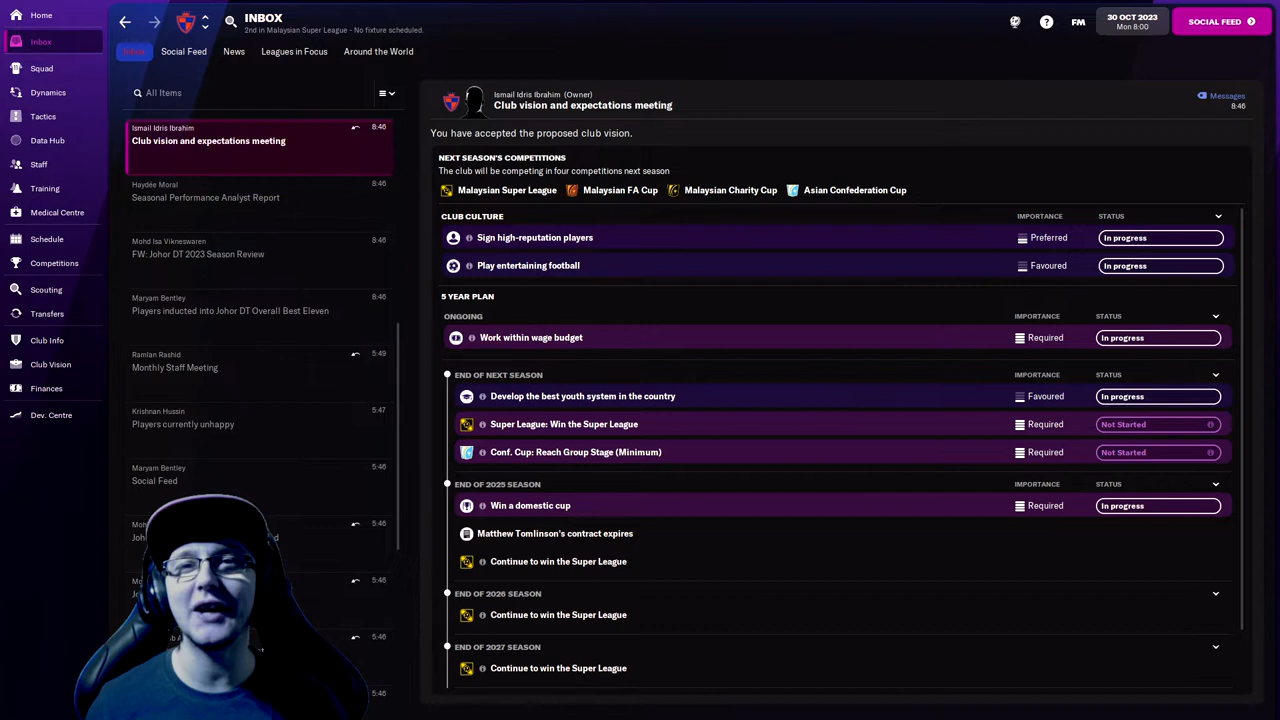 Home
Inbox
Squad
Dynamics
Tactics
Data Hub
Staff
Training
Medical Centre
Schedule
Competitions
Scouting
Transfers
Club Info
Club Vision
Finances
Dev. Centre
INBOX
2nd in Malaysian Super League - No fixture scheduled.
FM
30 OCT 2023
Mon 8:00
SOCIAL FEED
Inbox
Social Feed
News
Leagues in Focus
Around the World
All Items
Ismail Idris Ibrahim
8:46
Club vision and expectations meeting
Haydée Moral
8:46
Seasonal Performance Analyst Report
Mohd Isa Vikneswaren
8:46
FW: Johor DT 2023 Season Review
Maryam Bentley
8:46
Players inducted into Johor DT Overall Best Eleven
Ramlan Rashid
5:49
Monthly Staff Meeting
Krishnan Hussin
5:47
Players currently unhappy
Maryam Bentley
5:46
Social Feed
5:46
5:46
5:46
5:46
Ismail Idris Ibrahim (Owner)
Club vision and expectations meeting
Messages
8:46
You have accepted the proposed club vision.
NEXT SEASON'S COMPETITIONS
The club will be competing in four competitions next season
Malaysian Super League
Malaysian FA Cup
Malaysian Charity Cup
Asian Confederation Cup
CLUB CULTURE
IMPORTANCE
STATUS
Sign high-reputation players
Preferred
In progress
Play entertaining football
Favoured
In progress
5 YEAR PLAN
ONGOING
IMPORTANCE
STATUS
Work within wage budget
Required
In progress
END OF NEXT SEASON
IMPORTANCE
STATUS
Develop the best youth system in the country
Favoured
In progress
Super League: Win the Super League
Required
Not Started
Conf. Cup: Reach Group Stage (Minimum)
Required
Not Started
END OF 2025 SEASON
IMPORTANCE
STATUS
Win a domestic cup
Required
In progress
Matthew Tomlinson's contract expires
Continue to win the Super League
END OF 2026 SEASON
Continue to win the Super League
END OF 2027 SEASON
Continue to win the Super League